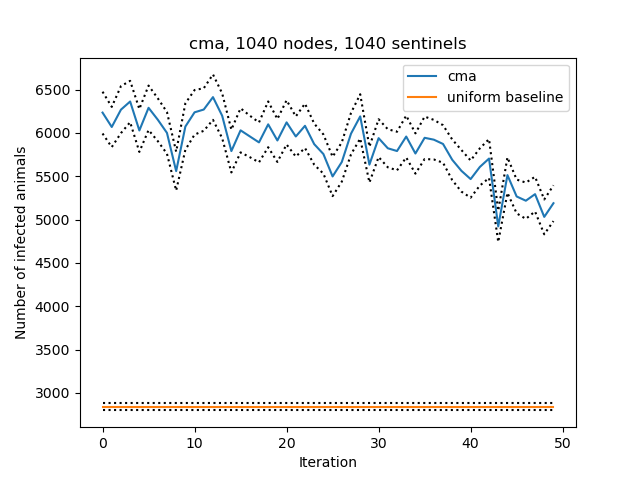 cma, 1040 nodes, 1040 sentinels
cma
uniform baseline
Number of infected animals
6500
6000
5500
5000
4500
4000
3500
3000
0 10 20 30 40 50
Iteration